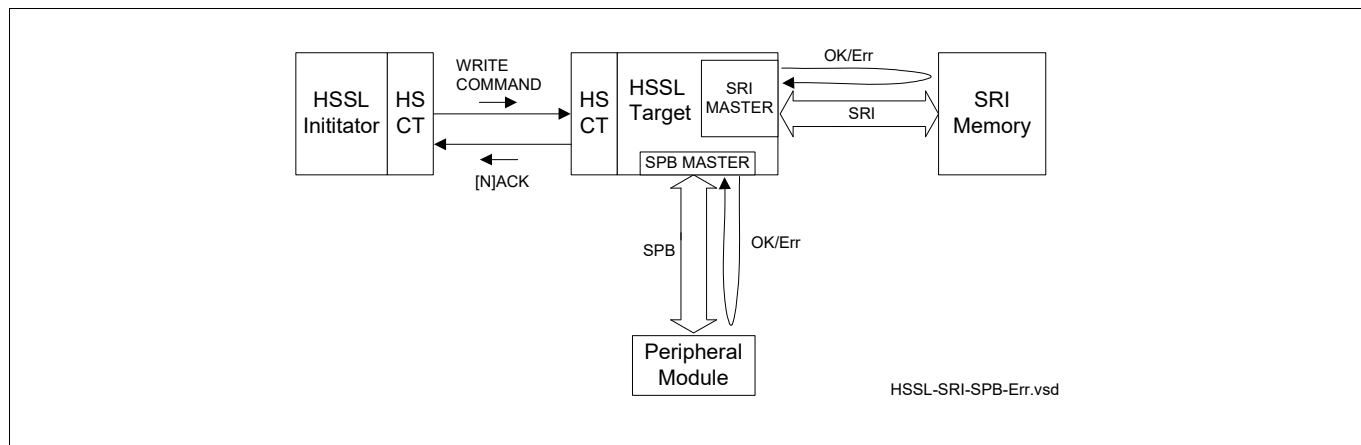 HSSL
Inititator
HS
CT
WRITE
COMMAND
[N]ACK
HS
CT
HSSL
Target
SRI
MASTER
SPB MASTER
OK/Err
SRI
SRI
Memory
SPB
OK/Err
Peripheral
Module
HSSL-SRI-SPB-Err.vsd